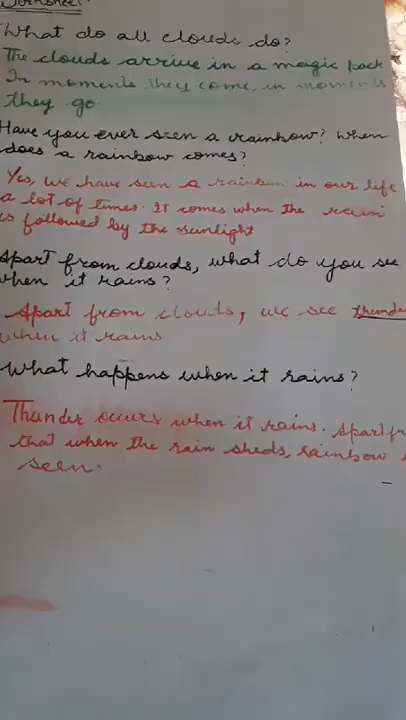 Worksheet
What do all clouds do?
The clouds arrive in a magic pack
In moments they come, in moments
they go
Have you ever seen a rainbow? When
does a rainbow comes?
Yes, we have seen a rainbow in our life
a lot of times. It comes when the rain
is followed by the sunlight
Apart from clouds, what do you see
when it rains?
Apart from clouds, we see thunde
when it rains
What happens when it rains?
Thunder occurs when it rains. Apart fr
that when the rain sheds, rainbow
seen.